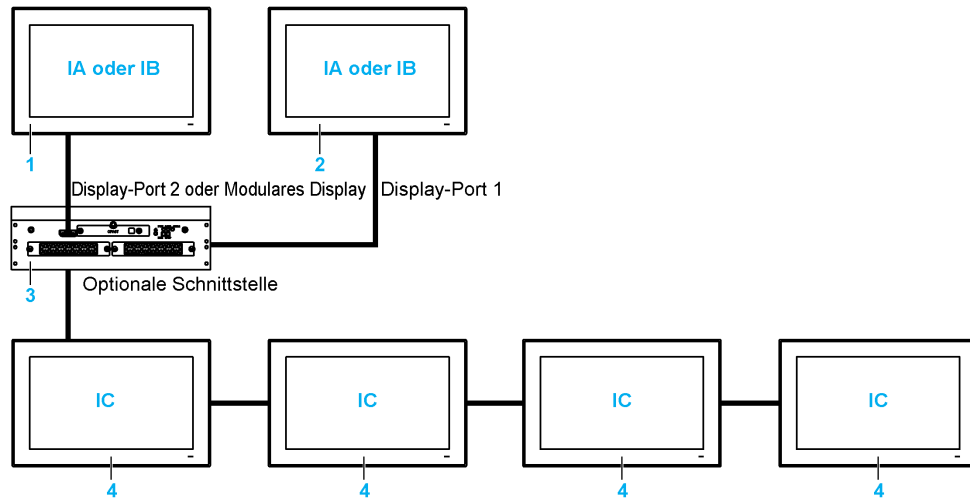 IA oder IB
IA oder IB
1
2
Display-Port 2 oder Modulares Display
Display-Port 1
3
Optionale Schnittstelle
IC
IC
IC
IC
4
4
4
4